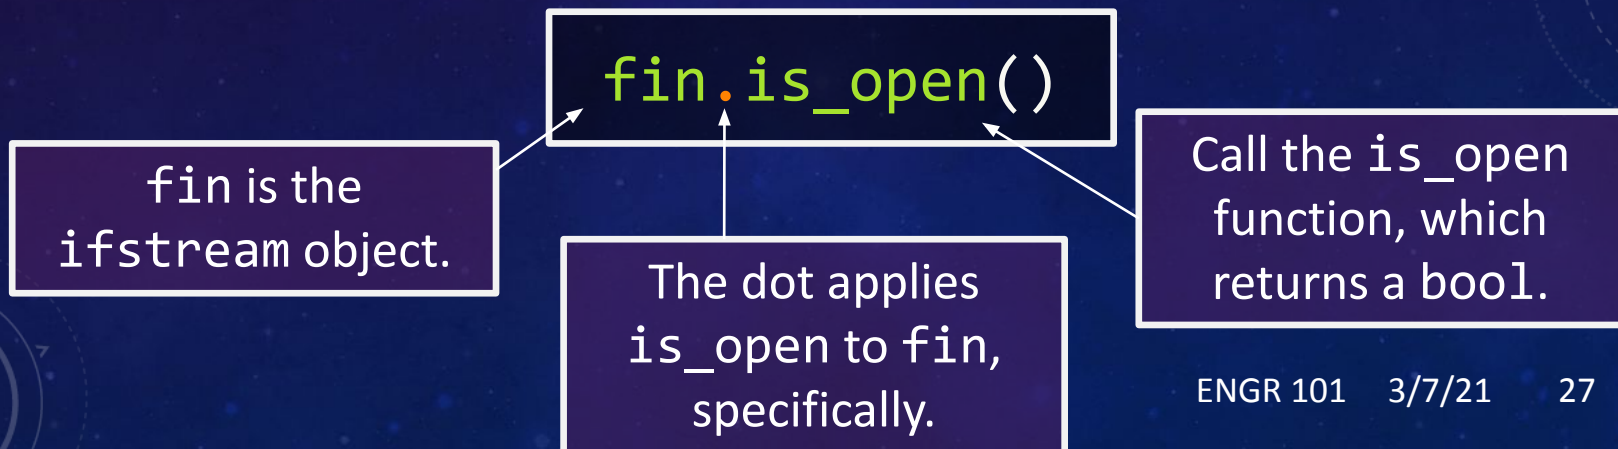 fin.is_open()
fin is the
ifstream object.
The dot applies
is_open to fin,
specifically.
Call the is_open
function, which
returns a bool.
ENGR 101 3/7/21 27